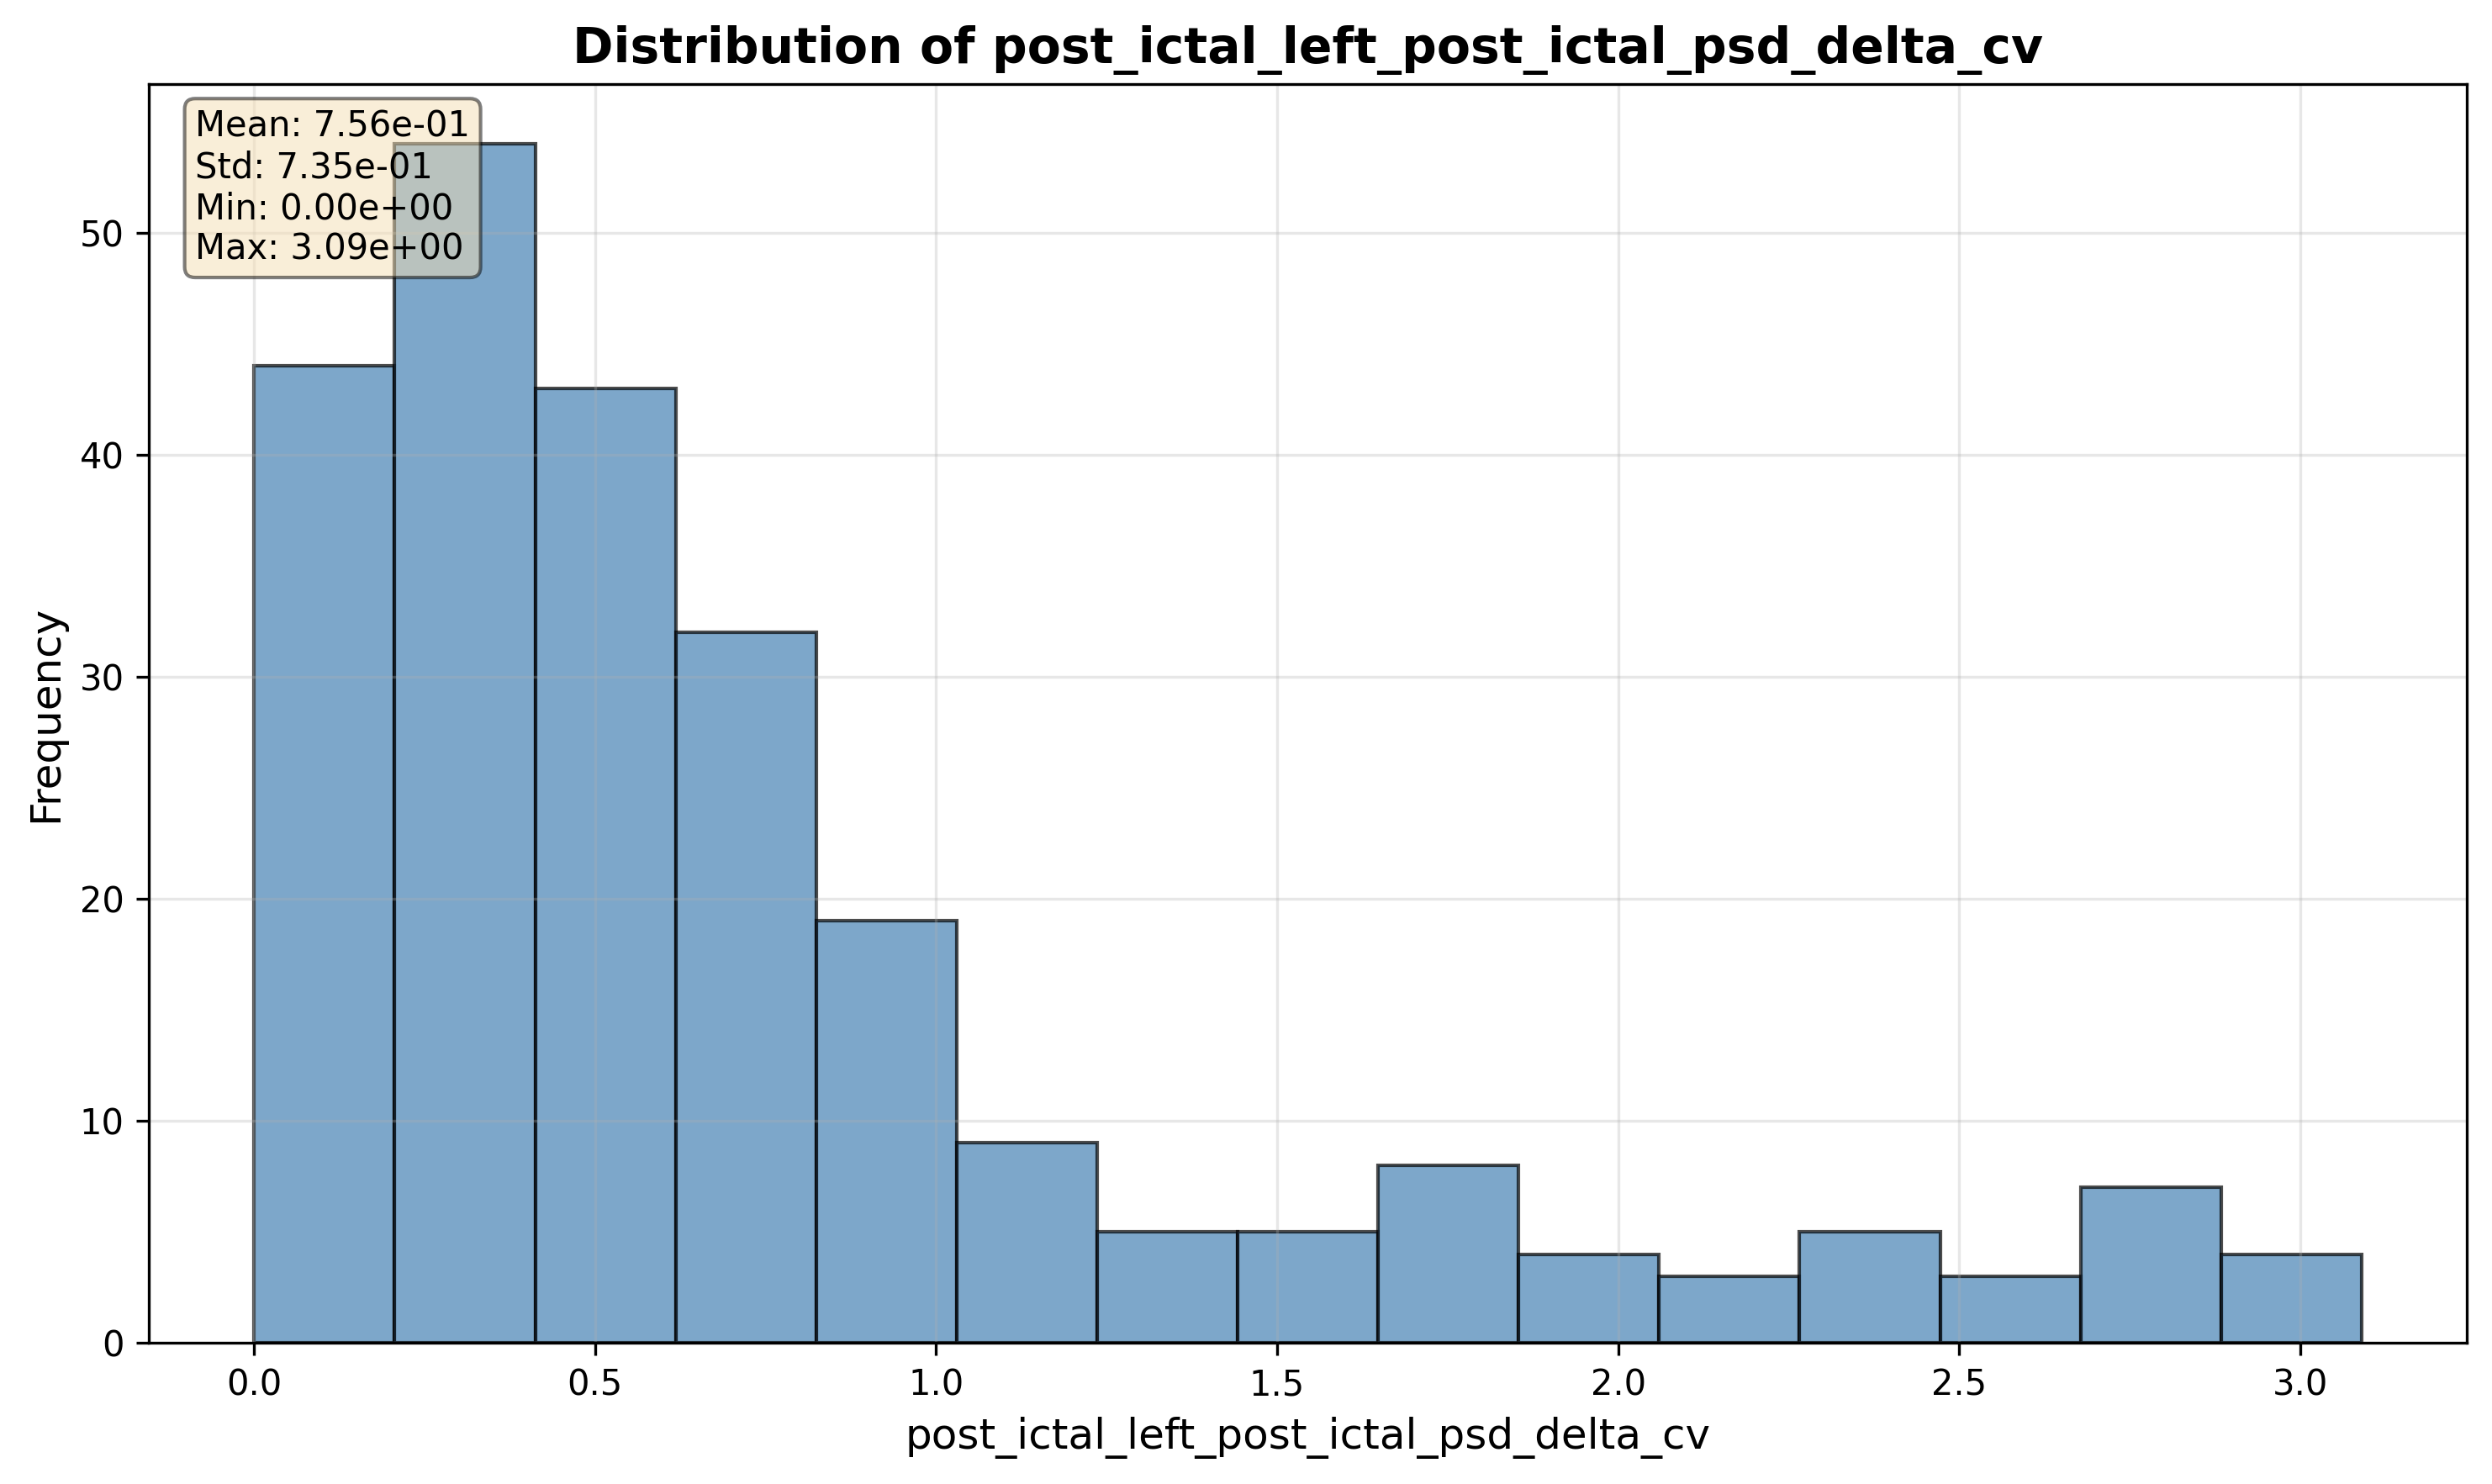 Distribution of post_ictal_left_post_ictal_psd_delta_cv
Mean: 7.56e-01
Std: 7.35e-01
Min: 0.00e+00
Max: 3.09e+00
Frequency
50
40
30
20
10
0
0.0 0.5 1.0 1.5 2.0 2.5 3.0
post_ictal_left_post_ictal_psd_delta_cv